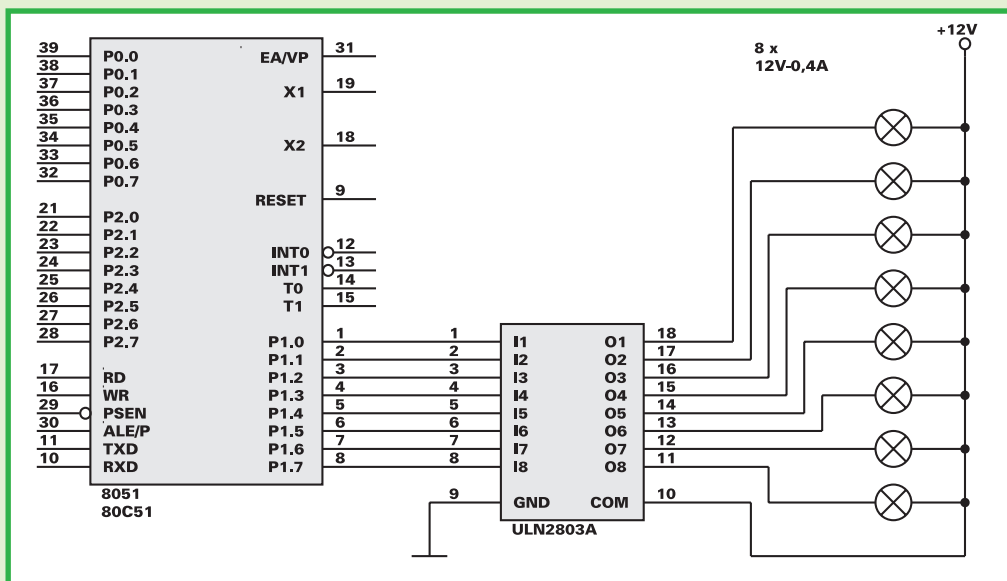 +12V
8 x
12V-0,4A
39 P0.0
38 P0.1
37 P0.2
36 P0.3
35 P0.4
34 P0.5
33 P0.6
32 P0.7
21 P2.0
22 P2.1
23 P2.2
24 P2.3
25 P2.4
26 P2.5
27 P2.6
28 P2.7
17 RD
16 WR
29 PSEN
30 ALE/P
11 TXD
10 RXD
EA/VP 31
X1 19
X2 18
RESET 9
INT0 12
INT1 13
T0 14
T1 15
P1.0 1
P1.1 2
P1.2 3
P1.3 4
P1.4 5
P1.5 6
P1.6 7
P1.7 8
8051
80C51
1 I1 O1 18
2 I2 O2 17
3 I3 O3 16
4 I4 O4 15
5 I5 O5 14
6 I6 O6 13
7 I7 O7 12
8 I8 O8 11
9 GND COM 10
ULN2803A